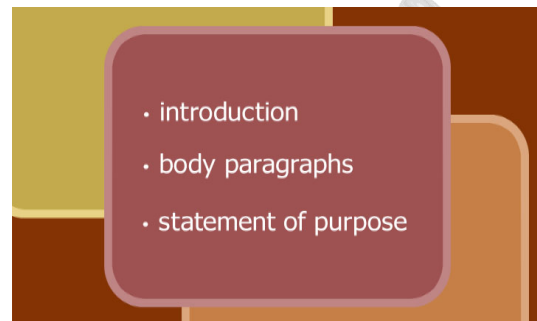 · introduction
· body paragraphs
· statement of purpose